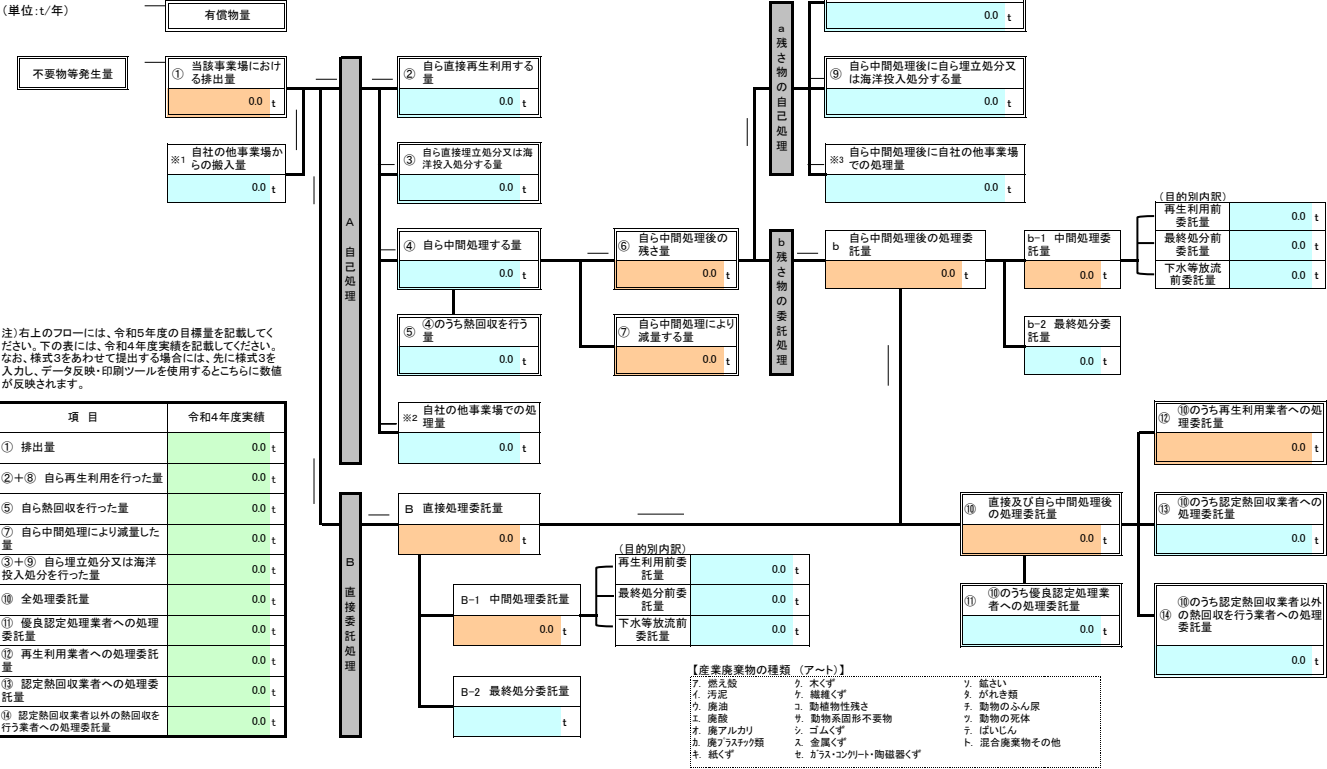 (単位:t/年)
有償物量
不要物等発生量
① 当該事業場におけ
る排出量
0.0 t
※1 自社の他事業場か
らの搬入量
0.0 t
A 自己処理
② 自ら直接再生利用する
量
0.0 t
③ 自ら直接埋立処分又は海
洋投入処分する量
0.0 t
④ 自ら中間処理する量
0.0 t
⑤ ④のうち熱回収を行う
量
0.0 t
※2 自社の他事業場での処
理量
0.0 t
⑥ 自ら中間処理後の
残さ量
0.0 t
⑦ 自ら中間処理により
減量する量
0.0 t
a 残さ物の自己処理
0.0 t
⑨ 自ら中間処理後に自ら埋立処分又
は海洋投入処分する量
0.0 t
※3 自ら中間処理後に自社の他事業場
での処理量
0.0 t
b 残さ物の委託処理
b 自ら中間処理後の処理委
託量
0.0 t
b-1 中間処理委
託量
0.0 t
(目的別内訳)
再生利用前
委託量
0.0 t
最終処分前
委託量
0.0 t
下水等放流
前委託量
0.0 t
b-2 最終処分委
託量
0.0 t
注)右上のフローには、令和5年度の目標量を記載してく
ださい。下の表には、令和4年度実績を記載してください。
なお、様式3をあわせて提出する場合には、先に様式3を
入力し、データ反映・印刷ツールを使用するとこちらに数値
が反映されます。
項 目 令和4年度実績
① 排出量 0.0 t
②+⑧ 自ら再生利用を行った量 0.0 t
⑤ 自ら熱回収を行った量 0.0 t
⑦ 自ら中間処理により減量した
量 0.0 t
③+⑨ 自ら埋立処分又は海洋
投入処分を行った量 0.0 t
⑩ 全処理委託量 0.0 t
⑪ 優良認定処理業者への処理
委託量 0.0 t
⑫ 再生利用業者への処理委託
量 0.0 t
⑬ 認定熱回収業者への処理委
託量 0.0 t
⑭ 認定熱回収業者以外の熱回収を
行う業者への処理委託量 0.0 t
B 直接委託処理
B 直接処理委託量
0.0 t
B-1 中間処理委託量
0.0 t
(目的別内訳)
再生利用前委
託量
0.0 t
最終処分前委
託量
0.0 t
下水等放流前
委託量
0.0 t
B-2 最終処分委託量
t
⑩ 直接及び自ら中間処理後
の処理委託量
0.0 t
⑪ ⑩のうち優良認定処理業
者への処理委託量
0.0 t
⑫ ⑩のうち再生利用業者への処
理委託量
0.0 t
⑬ ⑩のうち認定熱回収業者への
処理委託量
0.0 t
⑭ ⑩のうち認定熱回収業者以外
の熱回収を行う業者への処理
委託量
0.0 t
【産業廃棄物の種類 (ア～ト)】
ア. 燃え殻
イ. 汚泥
ウ. 廃油
エ. 廃酸
オ. 廃アルカリ
カ. 廃プラスチック類
キ. 紙くず
ク. 木くず
ケ. 繊維くず
コ. 動植物性残さ
サ. 動物系固形不要物
シ. ゴムくず
ス. 金属くず
セ. ガラス・コンクリート・陶磁器くず
ソ. 鉱さい
タ. がれき類
チ. 動物のふん尿
ツ. 動物の死体
テ. ばいじん
ト. 混合廃棄物その他